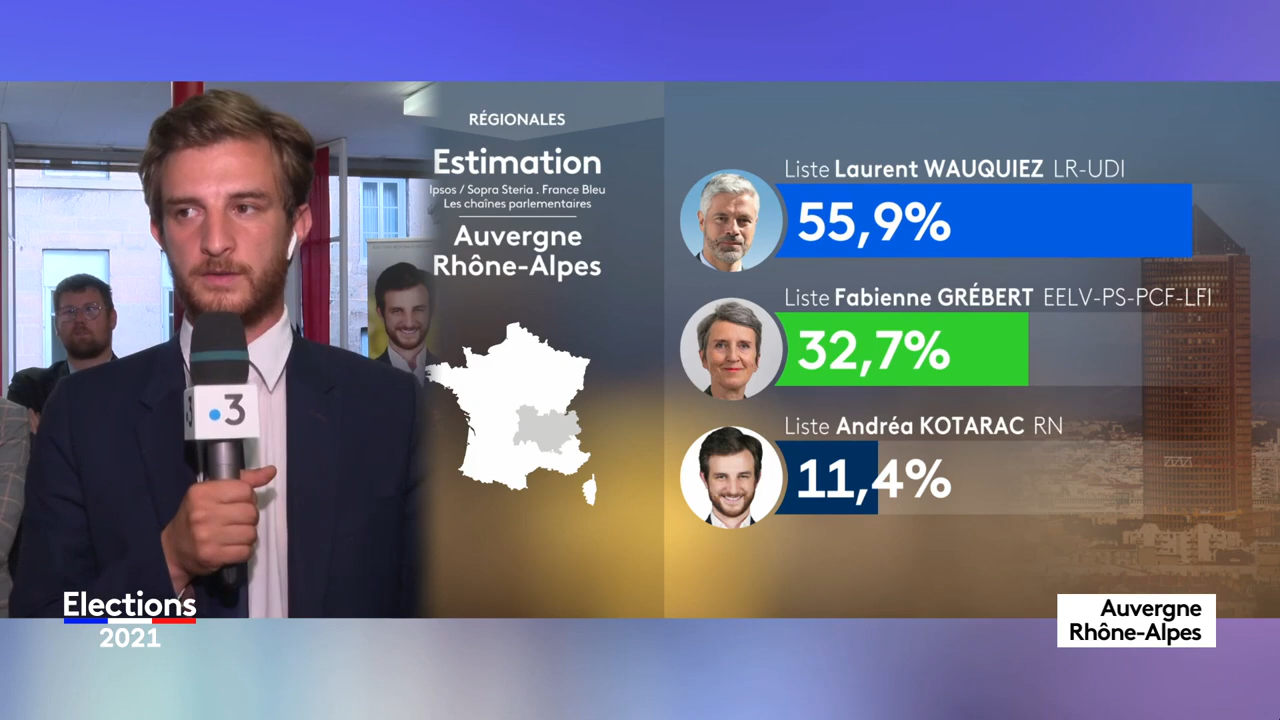 RÉGIONALES
Estimation
Ipsos / Sopra Steria . France Bleu
Les chaînes parlementaires
Auvergne
Rhône-Alpes
Liste Laurent WAUQUIEZ LR-UDI
55,9%
Liste Fabienne GRÉBERT EELV-PS-PCF-LFI
32,7%
Liste Andréa KOTARAC RN
11,4%
3
3
Elections
2021
Auvergne
Rhône-Alpes